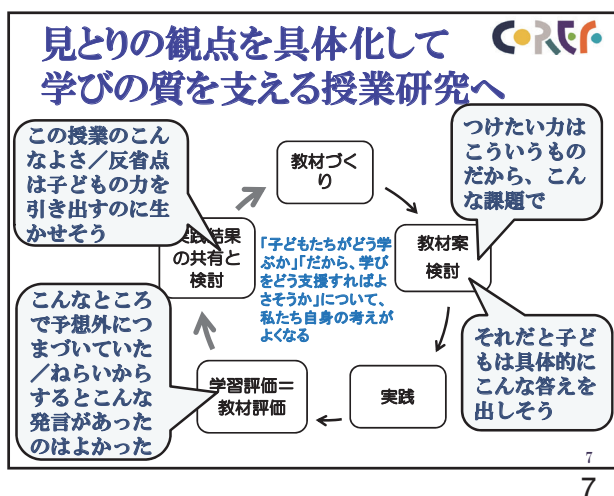 見とりの観点を具体化して
学びの質を支える授業研究へ
CoREF
この授業のこん
なよさ／反省点
は子どもの力を
引き出すのに生
かせそう
教材づく
り
つけたい力は
こういうもの
だから、こん
な課題で
実践結果
の共有と
検討
「子どもたちがどう学
ぶか」「だから、学び
をどう支援すればよ
さそうか」について、
私たち自身の考えが
よくなる
教材案
検討
こんなところ
で予想外につ
まづいていた
／ねらいから
するとこんな
発言があった
のはよかった
学習評価＝
教材評価
実践
それだと子ど
もは具体的に
こんな答えを
出しそう
7
7